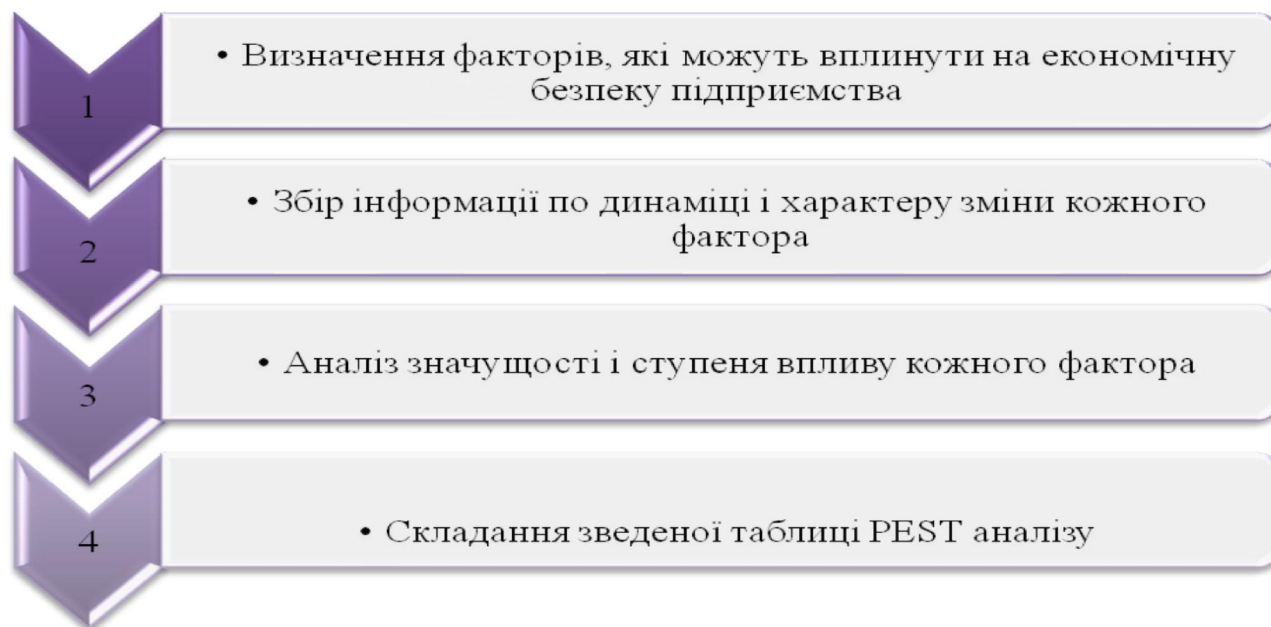 1
• Визначення факторів, які можуть вплинути на економічну
безпеку підприємства
2
• Збір інформації по динаміці і характеру зміни кожного
фактора
3
• Аналіз значущості і ступеня впливу кожного фактора
4
• Складання зведеної таблиці PEST аналізу